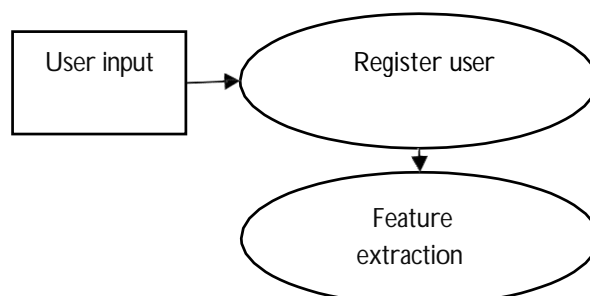 User input
Register user
Feature
extraction